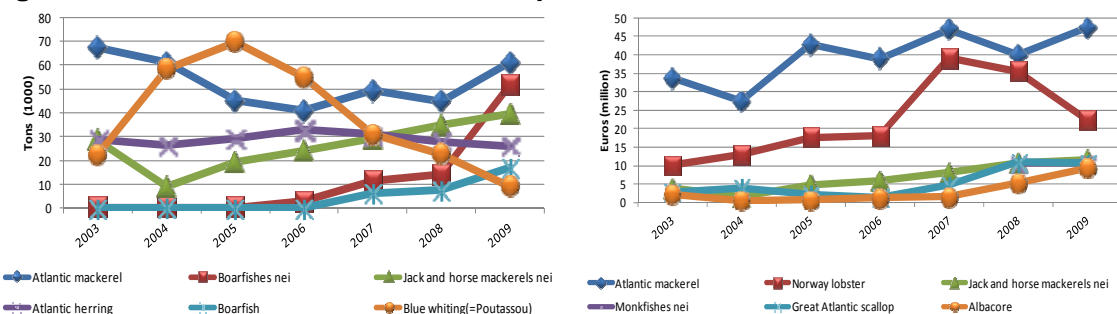 80
70
60
50
40
30
20
10
0
Tons (1000)
2003
2004
2005
2006
2007
2008
2009
Atlantic mackerel
Boarfishes nei
Jack and horse mackerels nei
Atlantic herring
Boarfish
Blue whiting(=Poutassou)
50
45
40
35
30
25
20
15
10
5
0
Euros (million)
2003
2004
2005
2006
2007
2008
2009
Atlantic mackerel
Norway lobster
Jack and horse mackerels nei
Monkfishes nei
Great Atlantic scallop
Albacore